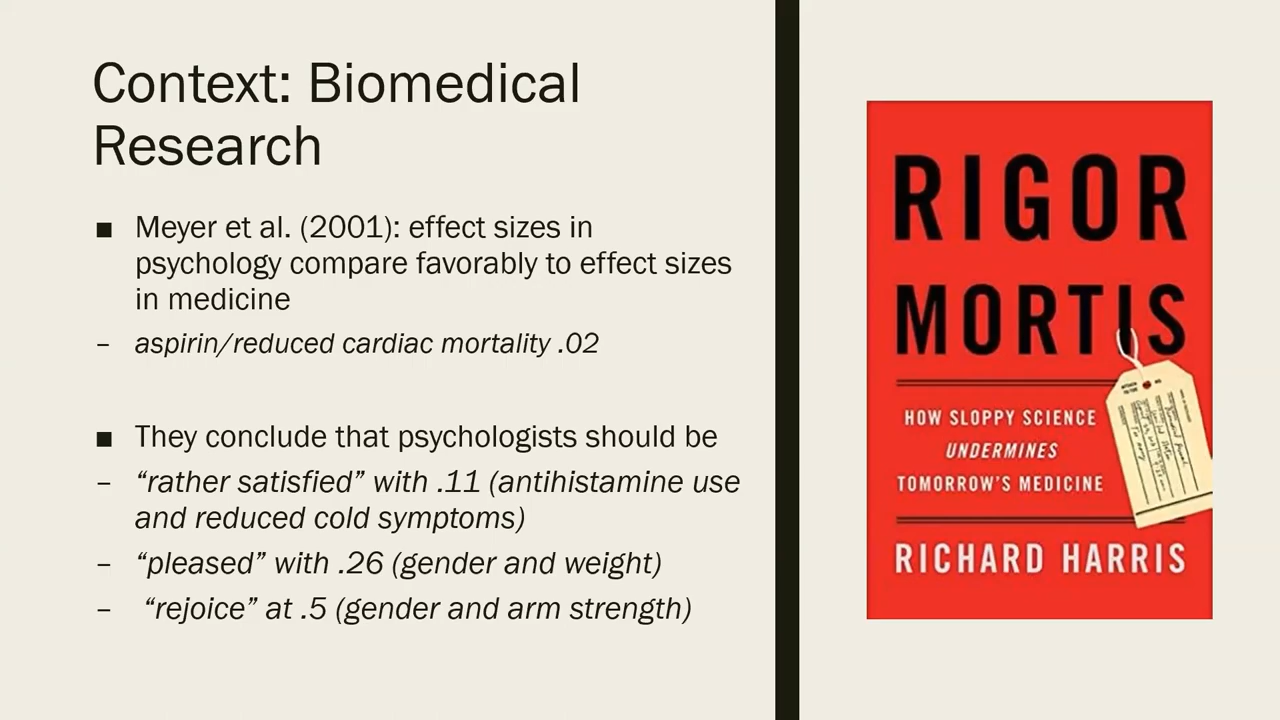 Context: Biomedical
Research
■ Meyer et al. (2001): effect sizes in
psychology compare favorably to effect sizes
in medicine
– aspirin/reduced cardiac mortality .02
■ They conclude that psychologists should be
– “rather satisfied” with .11 (antihistamine use
and reduced cold symptoms)
– “pleased” with .26 (gender and weight)
– “rejoice” at .5 (gender and arm strength)
RIGOR
MORTIS
HOW SLOPPY SCIENCE
UNDERMINES
TOMORROW'S MEDICINE
RICHARD HARRIS